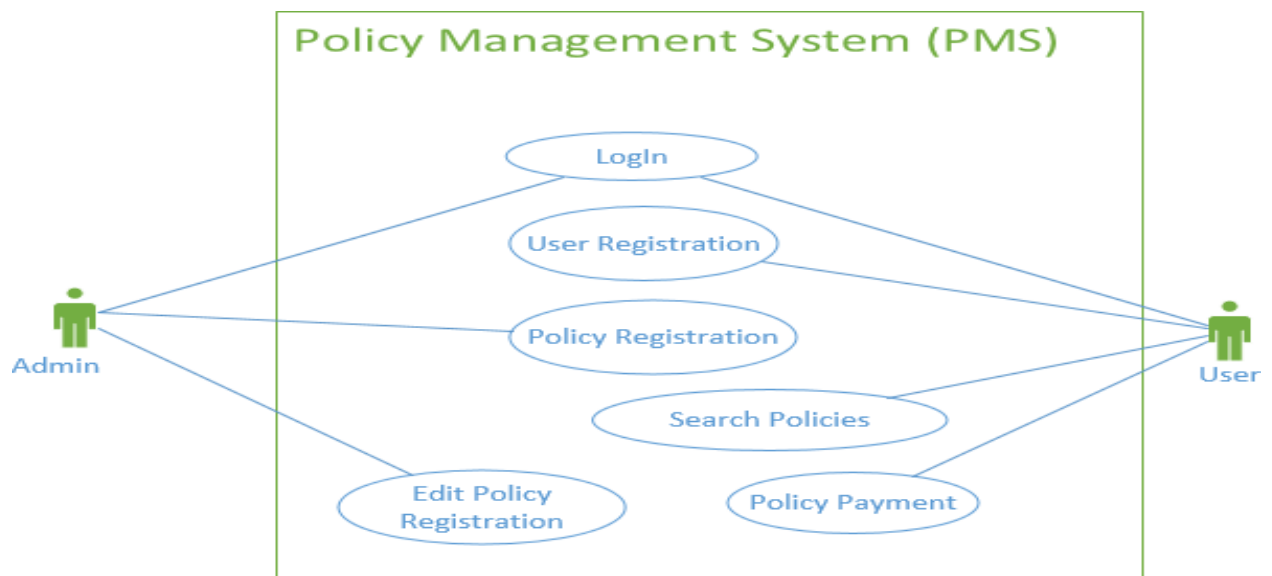 Policy Management System (PMS)
LogIn
User Registration
Policy Registration
Admin
User
Search Policies
Edit Policy
Registration
Policy Payment